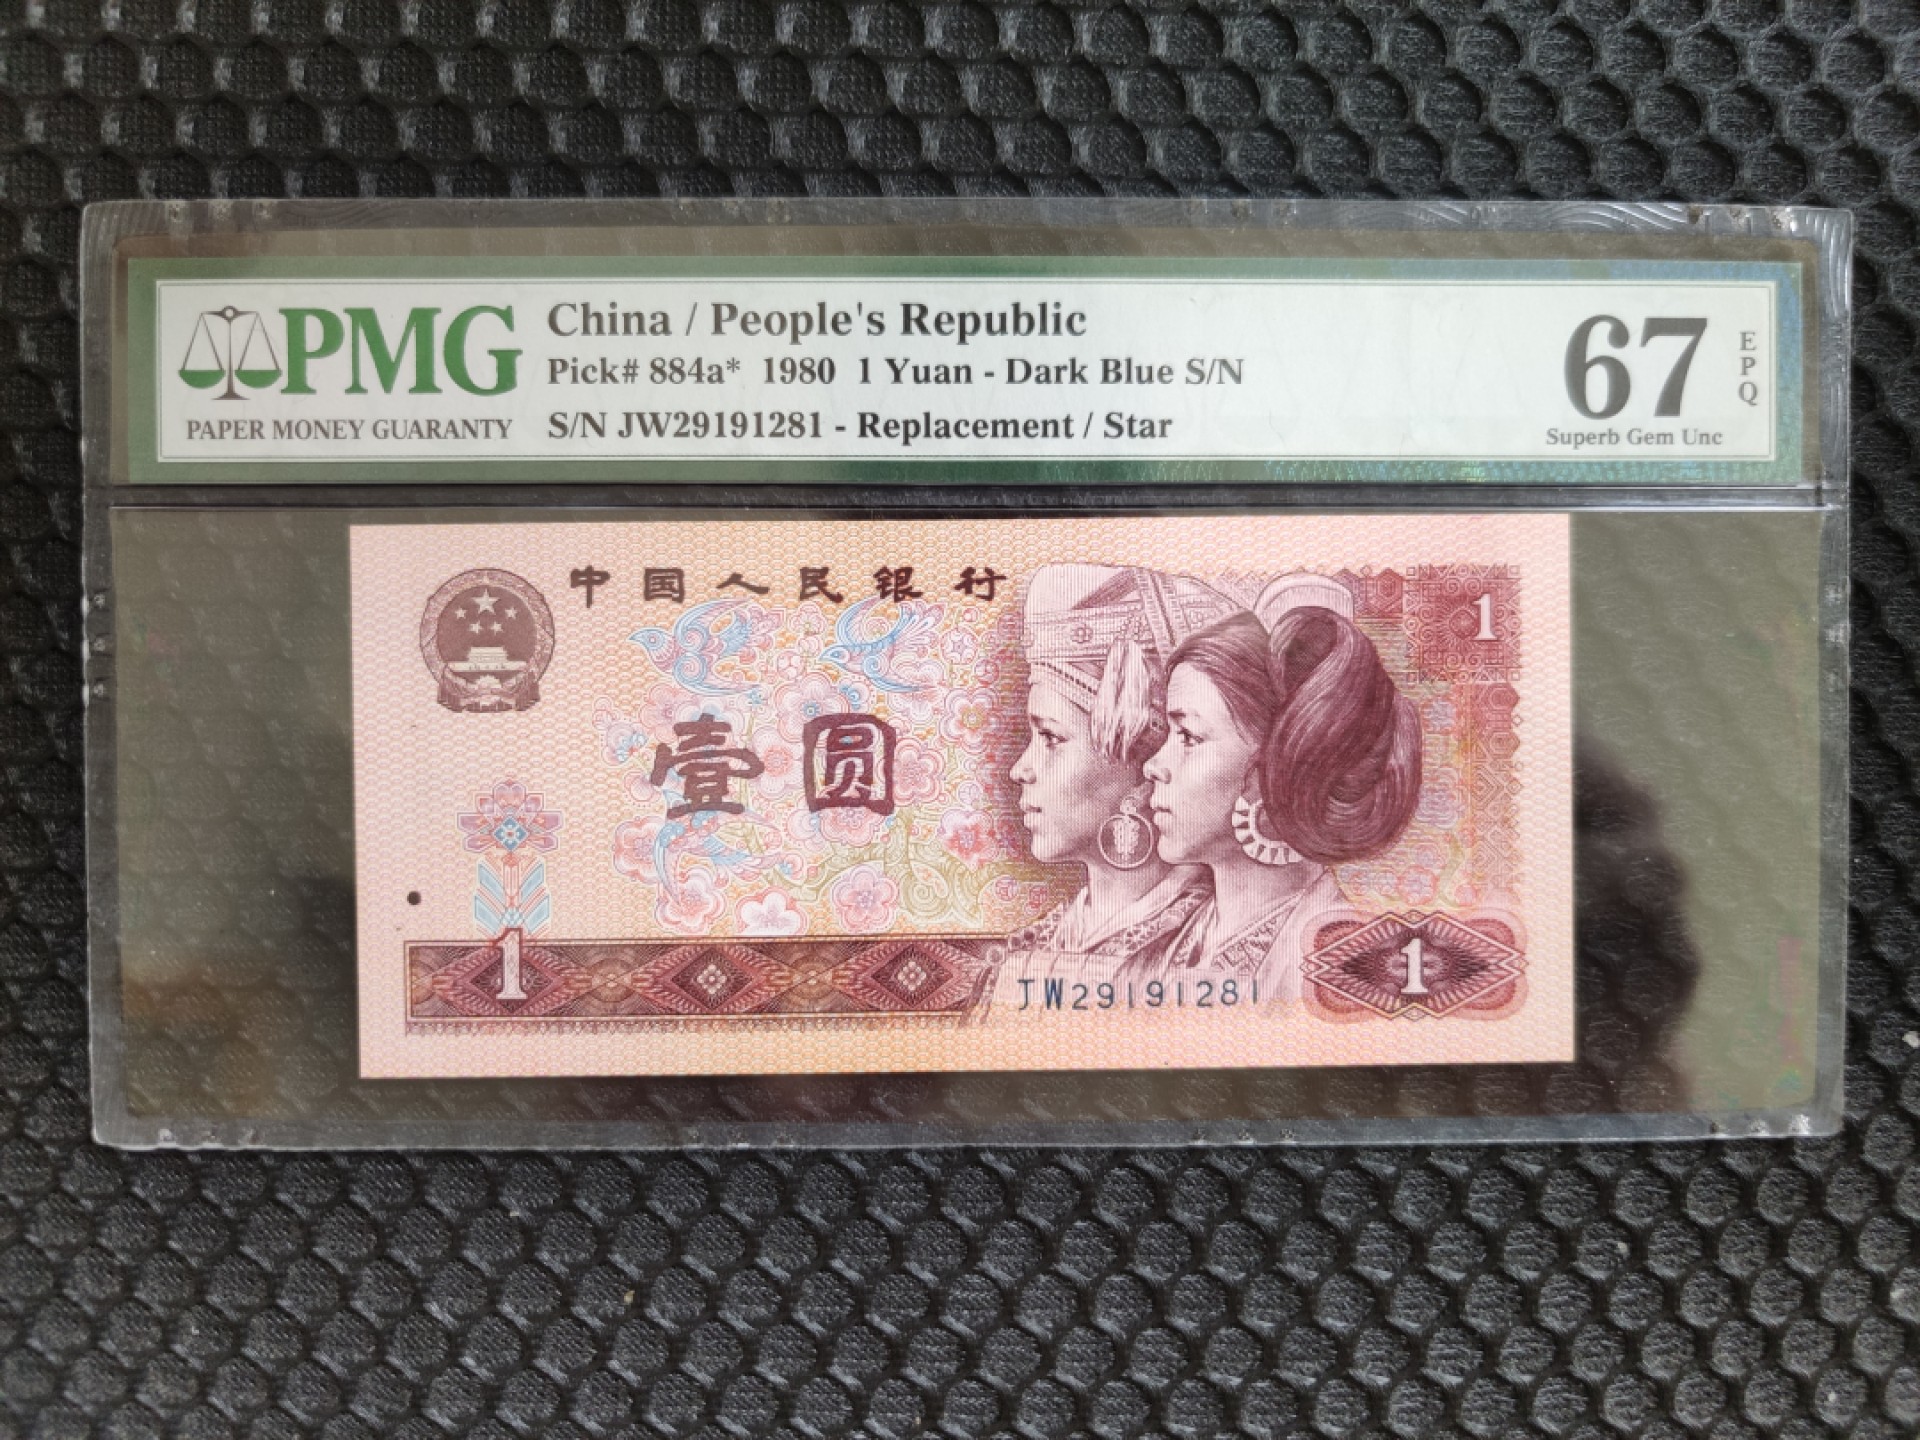 PMG
PAPER MONEY GUARANTY
China / People's Republic
Pick# 884a* 1980 1 Yuan - Dark Blue S/N
S/N JW29191281 - Replacement / Star
67
EPQ
Superb Gem Unc
中国人民银行
1
壹圆
1
JW29191281
1